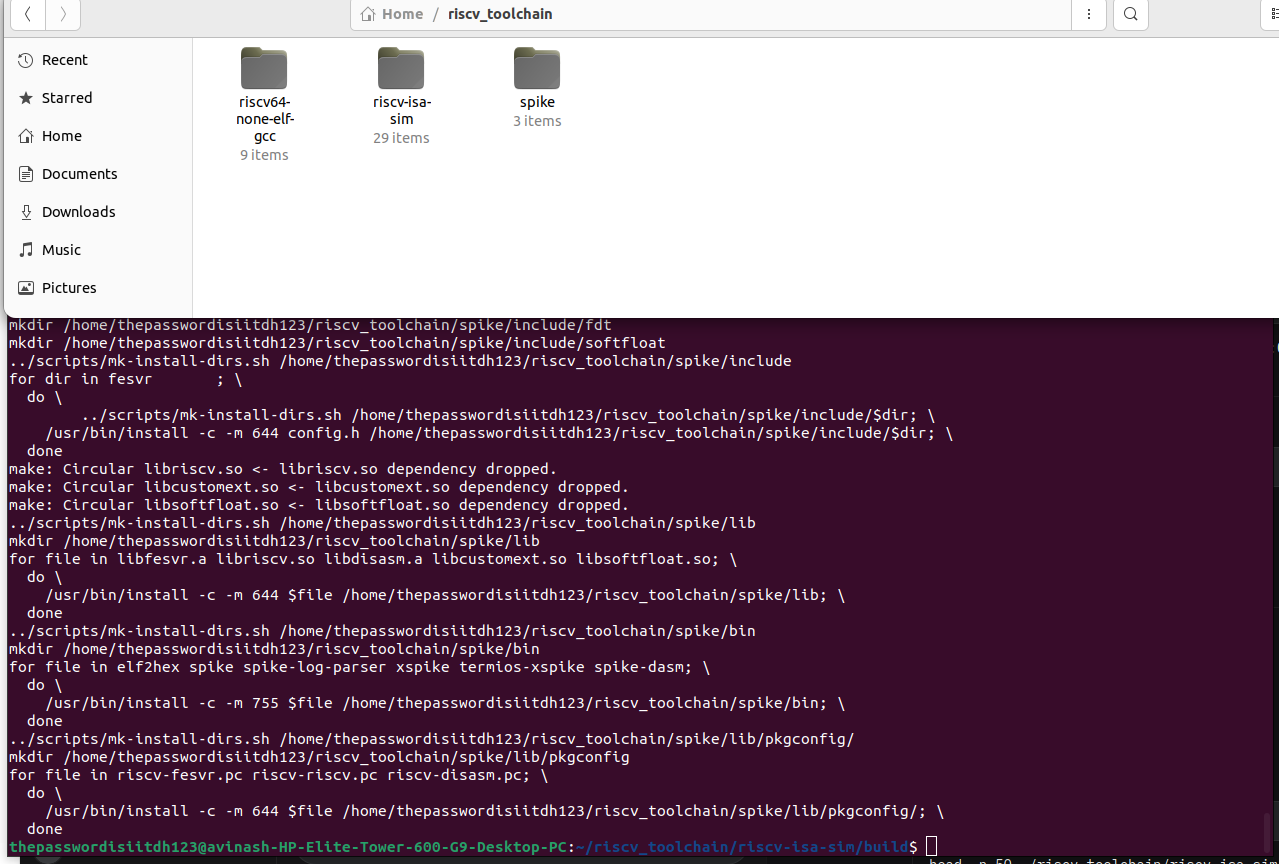 Home / riscv_toolchain
Recent
Starred
Home
Documents
Downloads
Music
Pictures
riscv64-
none-elf-
gcc
9 items
riscv-isa-
sim
29 items
spike
3 items
mkdir /home/thepasswordisiitdh123/riscv_toolchain/spike/include/fdt
mkdir /home/thepasswordisiitdh123/riscv_toolchain/spike/include/softfloat
../scripts/mk-install-dirs.sh /home/thepasswordisiitdh123/riscv_toolchain/spike/include
for dir in fesvr       ; \
  do \
        ../scripts/mk-install-dirs.sh /home/thepasswordisiitdh123/riscv_toolchain/spike/include/$dir; \
    /usr/bin/install -c -m 644 config.h /home/thepasswordisiitdh123/riscv_toolchain/spike/include/$dir; \
  done
make: Circular libriscv.so <- libriscv.so dependency dropped.
make: Circular libcustomext.so <- libcustomext.so dependency dropped.
make: Circular libsoftfloat.so <- libsoftfloat.so dependency dropped.
../scripts/mk-install-dirs.sh /home/thepasswordisiitdh123/riscv_toolchain/spike/lib
mkdir /home/thepasswordisiitdh123/riscv_toolchain/spike/lib
for file in libfesvr.a libriscv.so libdisasm.a libcustomext.so libsoftfloat.so; \
  do \
    /usr/bin/install -c -m 644 $file /home/thepasswordisiitdh123/riscv_toolchain/spike/lib; \
  done
../scripts/mk-install-dirs.sh /home/thepasswordisiitdh123/riscv_toolchain/spike/bin
mkdir /home/thepasswordisiitdh123/riscv_toolchain/spike/bin
for file in elf2hex spike spike-log-parser xspike termios-xspike spike-dasm; \
  do \
    /usr/bin/install -c -m 755 $file /home/thepasswordisiitdh123/riscv_toolchain/spike/bin; \
  done
../scripts/mk-install-dirs.sh /home/thepasswordisiitdh123/riscv_toolchain/spike/lib/pkgconfig/
mkdir /home/thepasswordisiitdh123/riscv_toolchain/spike/lib/pkgconfig
for file in riscv-fesvr.pc riscv-riscv.pc riscv-disasm.pc; \
  do \
    /usr/bin/install -c -m 644 $file /home/thepasswordisiitdh123/riscv_toolchain/spike/lib/pkgconfig/; \
  done
thepasswordisiitdh123@avinash-HP-Elite-Tower-600-G9-Desktop-PC:~/riscv_toolchain/riscv-isa-sim/build$